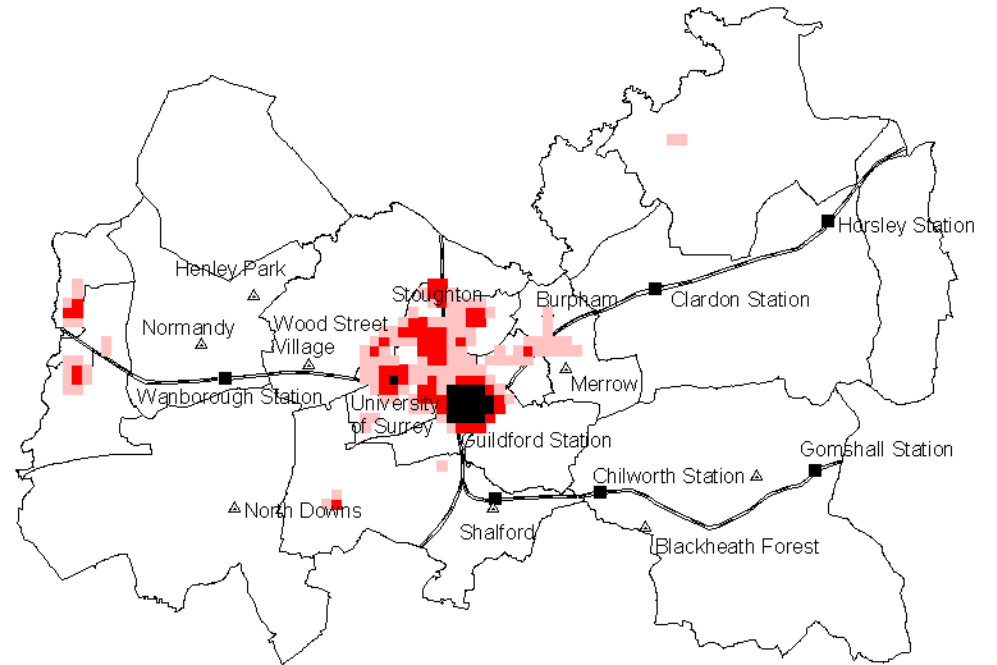 Horsley Station
Henley Park
Stoughton
Burpham
Clardon Station
Normandy
Wood Street
Village
Merrow
Wanborough Station
University
of Surrey
Guildford Station
Gomshall Station
Chilworth Station
North Downs
Shalford
Blackheath Forest